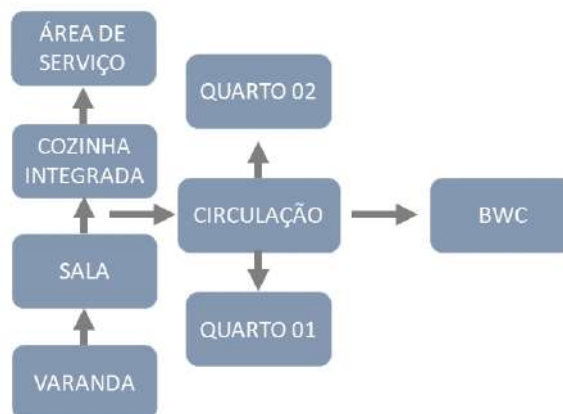 ÁREA DE
SERVIÇO
QUARTO 02
COZINHA
INTEGRADA
CIRCULAÇÃO
BWC
SALA
QUARTO 01
VARANDA